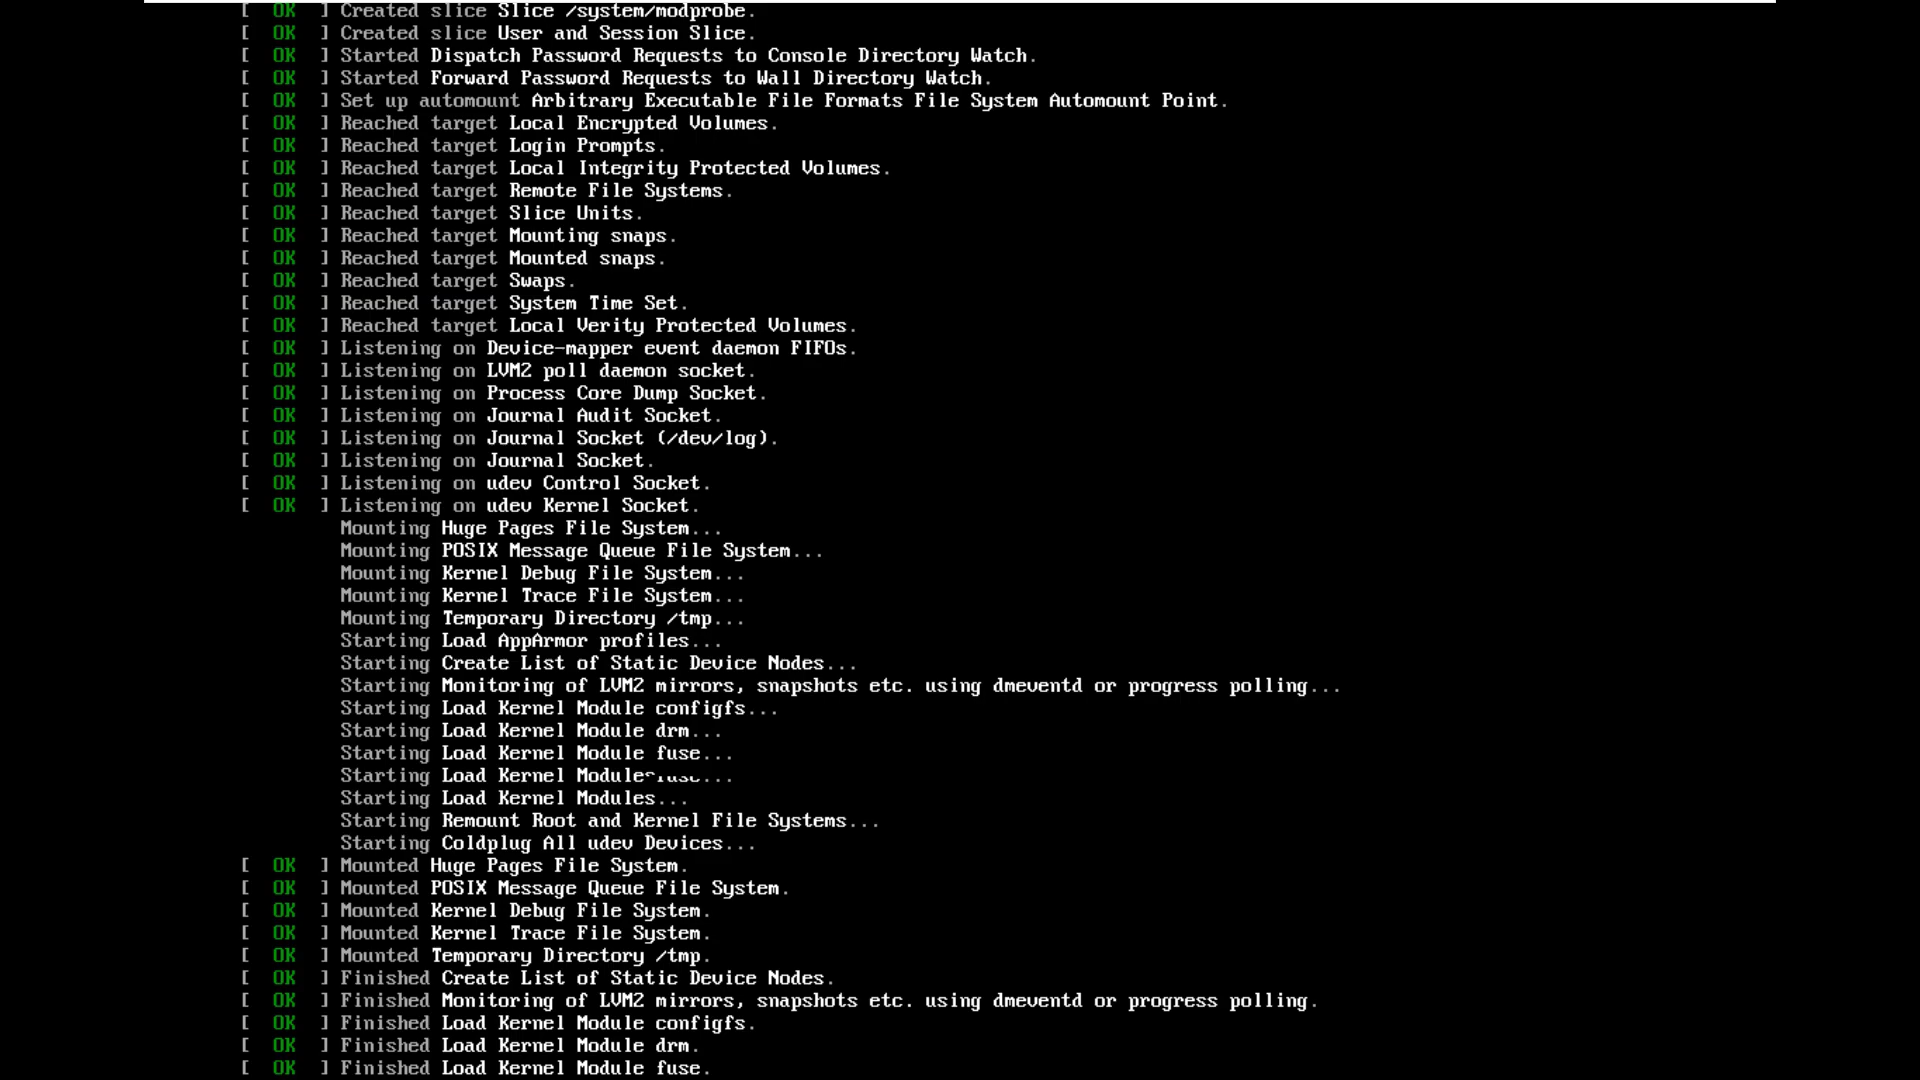 [  OK  ] Created slice Slice /system/modprobe.
[  OK  ] Created slice User and Session Slice.
[  OK  ] Started Dispatch Password Requests to Console Directory Watch.
[  OK  ] Started Forward Password Requests to Wall Directory Watch.
[  OK  ] Set up automount Arbitrary Executable File Formats File System Automount Point.
[  OK  ] Reached target Local Encrypted Volumes.
[  OK  ] Reached target Login Prompts.
[  OK  ] Reached target Local Integrity Protected Volumes.
[  OK  ] Reached target Remote File Systems.
[  OK  ] Reached target Slice Units.
[  OK  ] Reached target Mounting snaps.
[  OK  ] Reached target Mounted snaps.
[  OK  ] Reached target Swaps.
[  OK  ] Reached target System Time Set.
[  OK  ] Reached target Local Verity Protected Volumes.
[  OK  ] Listening on Device-mapper event daemon FIFOs.
[  OK  ] Listening on LVM2 poll daemon socket.
[  OK  ] Listening on Process Core Dump Socket.
[  OK  ] Listening on Journal Audit Socket.
[  OK  ] Listening on Journal Socket (/dev/log).
[  OK  ] Listening on Journal Socket.
[  OK  ] Listening on udev Control Socket.
[  OK  ] Listening on udev Kernel Socket.
Mounting Huge Pages File System...
Mounting POSIX Message Queue File System...
Mounting Kernel Debug File System...
Mounting Kernel Trace File System...
Mounting Temporary Directory /tmp...
Starting Load AppArmor profiles...
Starting Create List of Static Device Nodes...
Starting Monitoring of LVM2 mirrors, snapshots etc. using dmeventd or progress polling...
Starting Load Kernel Module configfs...
Starting Load Kernel Module drm...
Starting Load Kernel Module fuse...
Starting Load Kernel
Starting Load Kernel Modules...
Starting Remount Root and Kernel File Systems...
Starting Coldplug All udev Devices...
[  OK  ] Mounted Huge Pages File System.
[  OK  ] Mounted POSIX Message Queue File System.
[  OK  ] Mounted Kernel Debug File System.
[  OK  ] Mounted Kernel Trace File System.
[  OK  ] Mounted Temporary Directory /tmp.
[  OK  ] Finished Create List of Static Device Nodes.
[  OK  ] Finished Monitoring of LVM2 mirrors, snapshots etc. using dmeventd or progress polling.
[  OK  ] Finished Load Kernel Module configfs.
[  OK  ] Finished Load Kernel Module drm.
[  OK  ] Finished Load Kernel Module fuse.